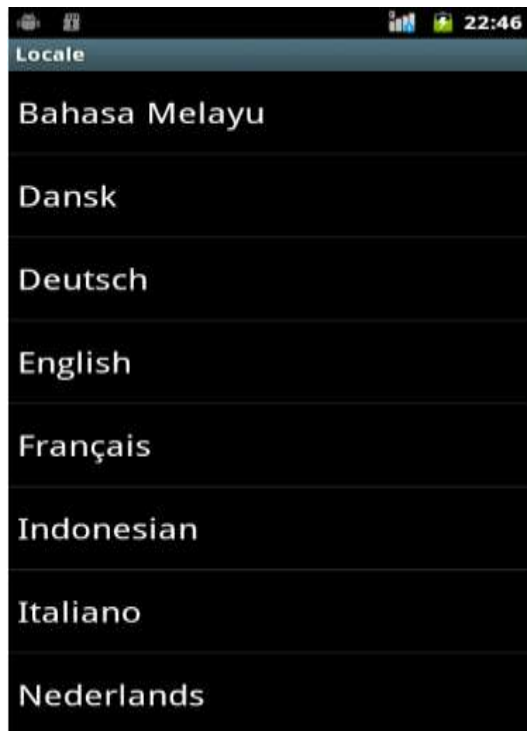 22:46
Locale
Bahasa Melayu
Dansk
Deutsch
English
Français
Indonesian
Italiano
Nederlands